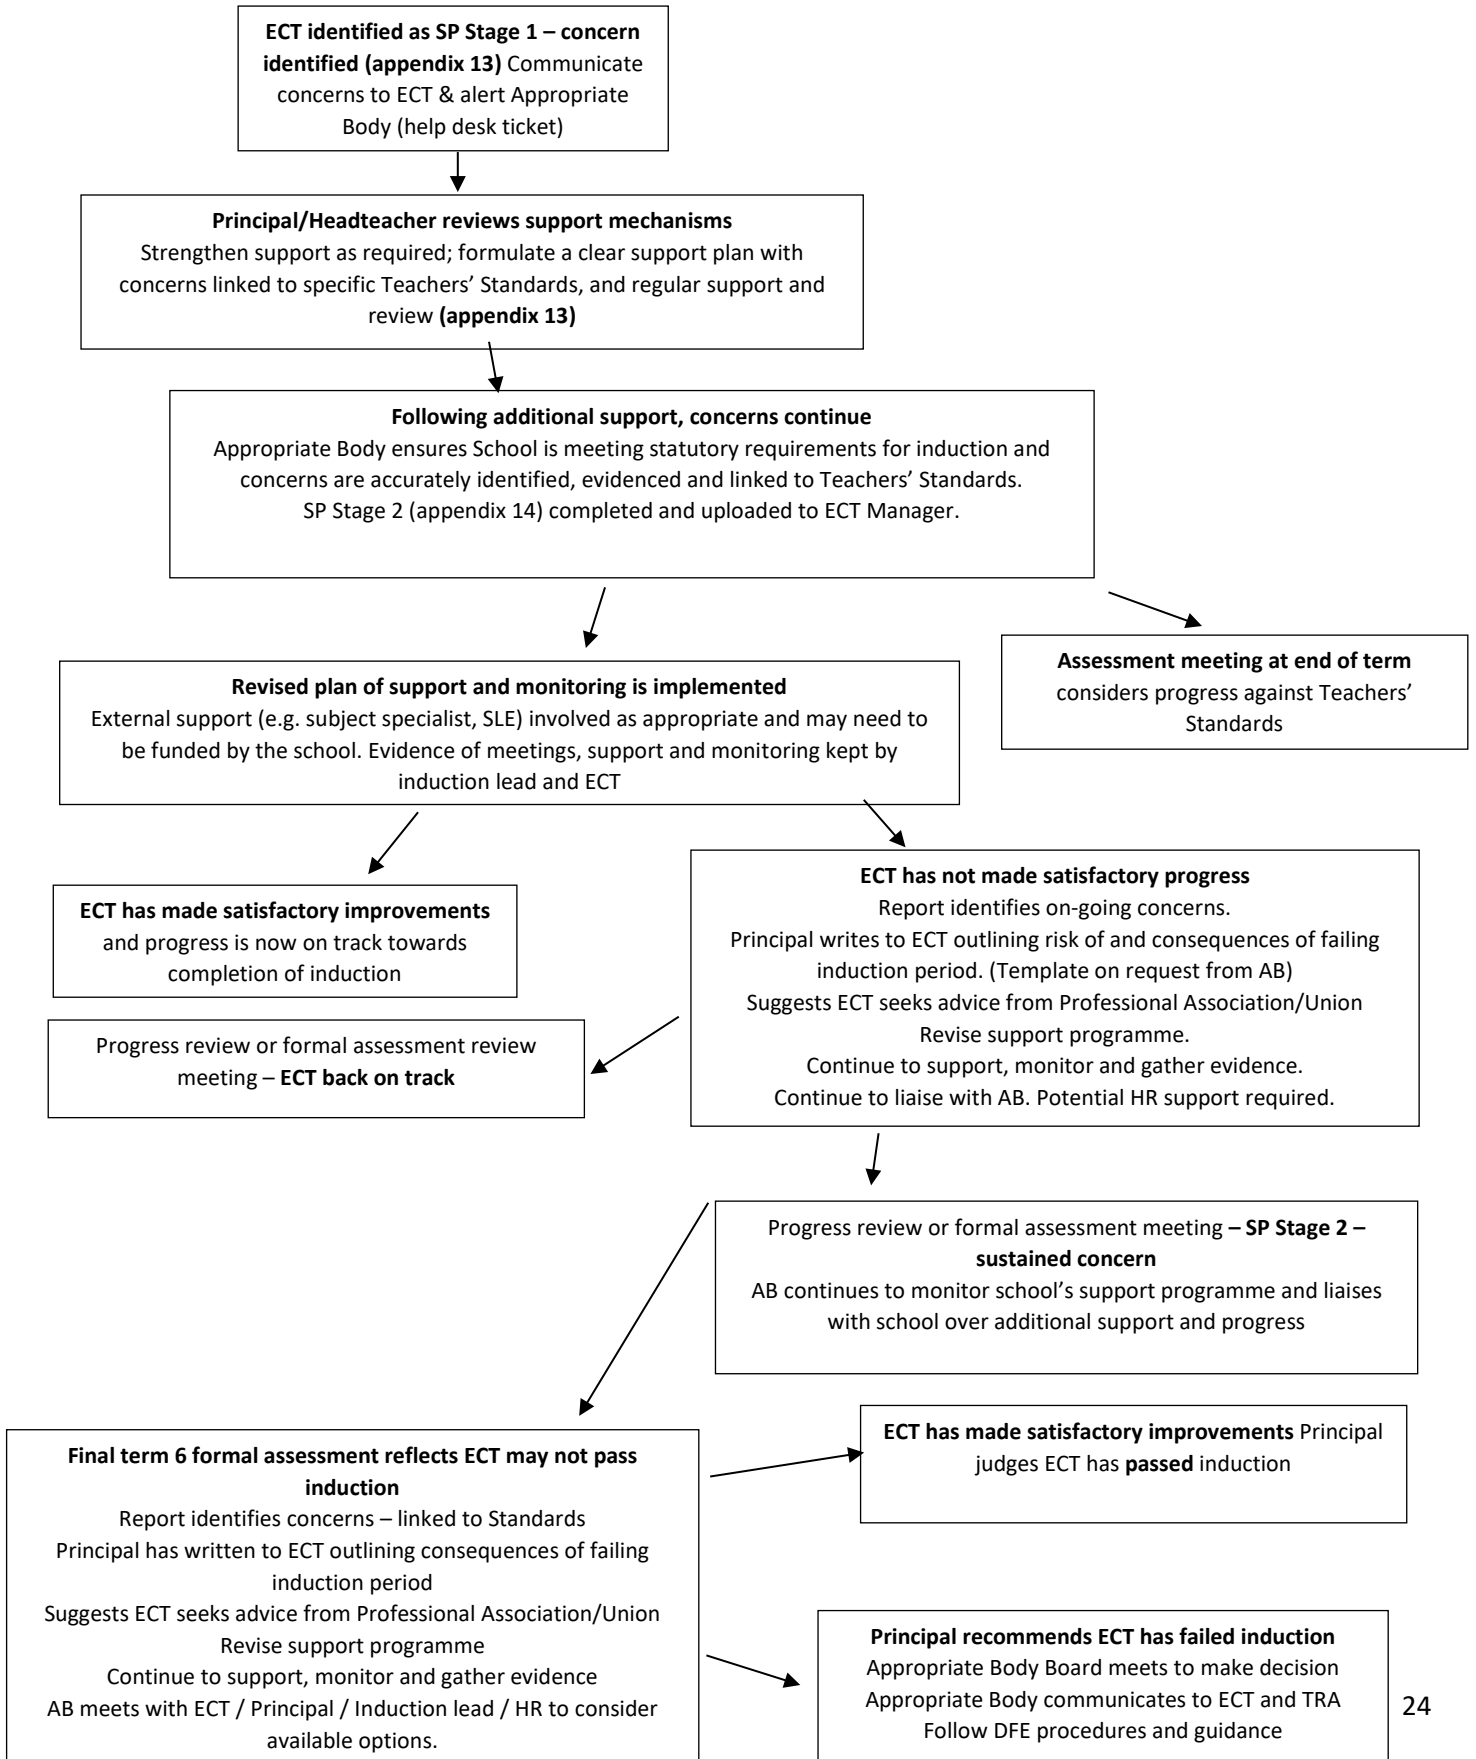 ECT identified as SP Stage 1 – concern
identified (appendix 13) Communicate
concerns to ECT & alert Appropriate
Body (help desk ticket)
Principal/Headteacher reviews support mechanisms
Strengthen support as required; formulate a clear support plan with
concerns linked to specific Teachers’ Standards, and regular support and
review (appendix 13)
Following additional support, concerns continue
Appropriate Body ensures School is meeting statutory requirements for induction and
concerns are accurately identified, evidenced and linked to Teachers’ Standards.
SP Stage 2 (appendix 14) completed and uploaded to ECT Manager.
Assessment meeting at end of term
considers progress against Teachers’
Standards
Revised plan of support and monitoring is implemented
External support (e.g. subject specialist, SLE) involved as appropriate and may need to
be funded by the school. Evidence of meetings, support and monitoring kept by
induction lead and ECT
ECT has made satisfactory improvements
and progress is now on track towards
completion of induction
ECT has not made satisfactory progress
Report identifies on-going concerns.
Principal writes to ECT outlining risk of and consequences of failing
induction period. (Template on request from AB)
Suggests ECT seeks advice from Professional Association/Union
Revise support programme.
Continue to support, monitor and gather evidence.
Continue to liaise with AB. Potential HR support required.
Progress review or formal assessment review
meeting – ECT back on track
Progress review or formal assessment meeting – SP Stage 2 –
sustained concern
AB continues to monitor school’s support programme and liaises
with school over additional support and progress
Final term 6 formal assessment reflects ECT may not pass
induction
Report identifies concerns – linked to Standards
Principal has written to ECT outlining consequences of failing
induction period
Suggests ECT seeks advice from Professional Association/Union
Revise support programme
Continue to support, monitor and gather evidence
AB meets with ECT / Principal / Induction lead / HR to consider
available options.
ECT has made satisfactory improvements Principal
judges ECT has passed induction
Principal recommends ECT has failed induction
Appropriate Body Board meets to make decision
Appropriate Body communicates to ECT and TRA
Follow DFE procedures and guidance
24